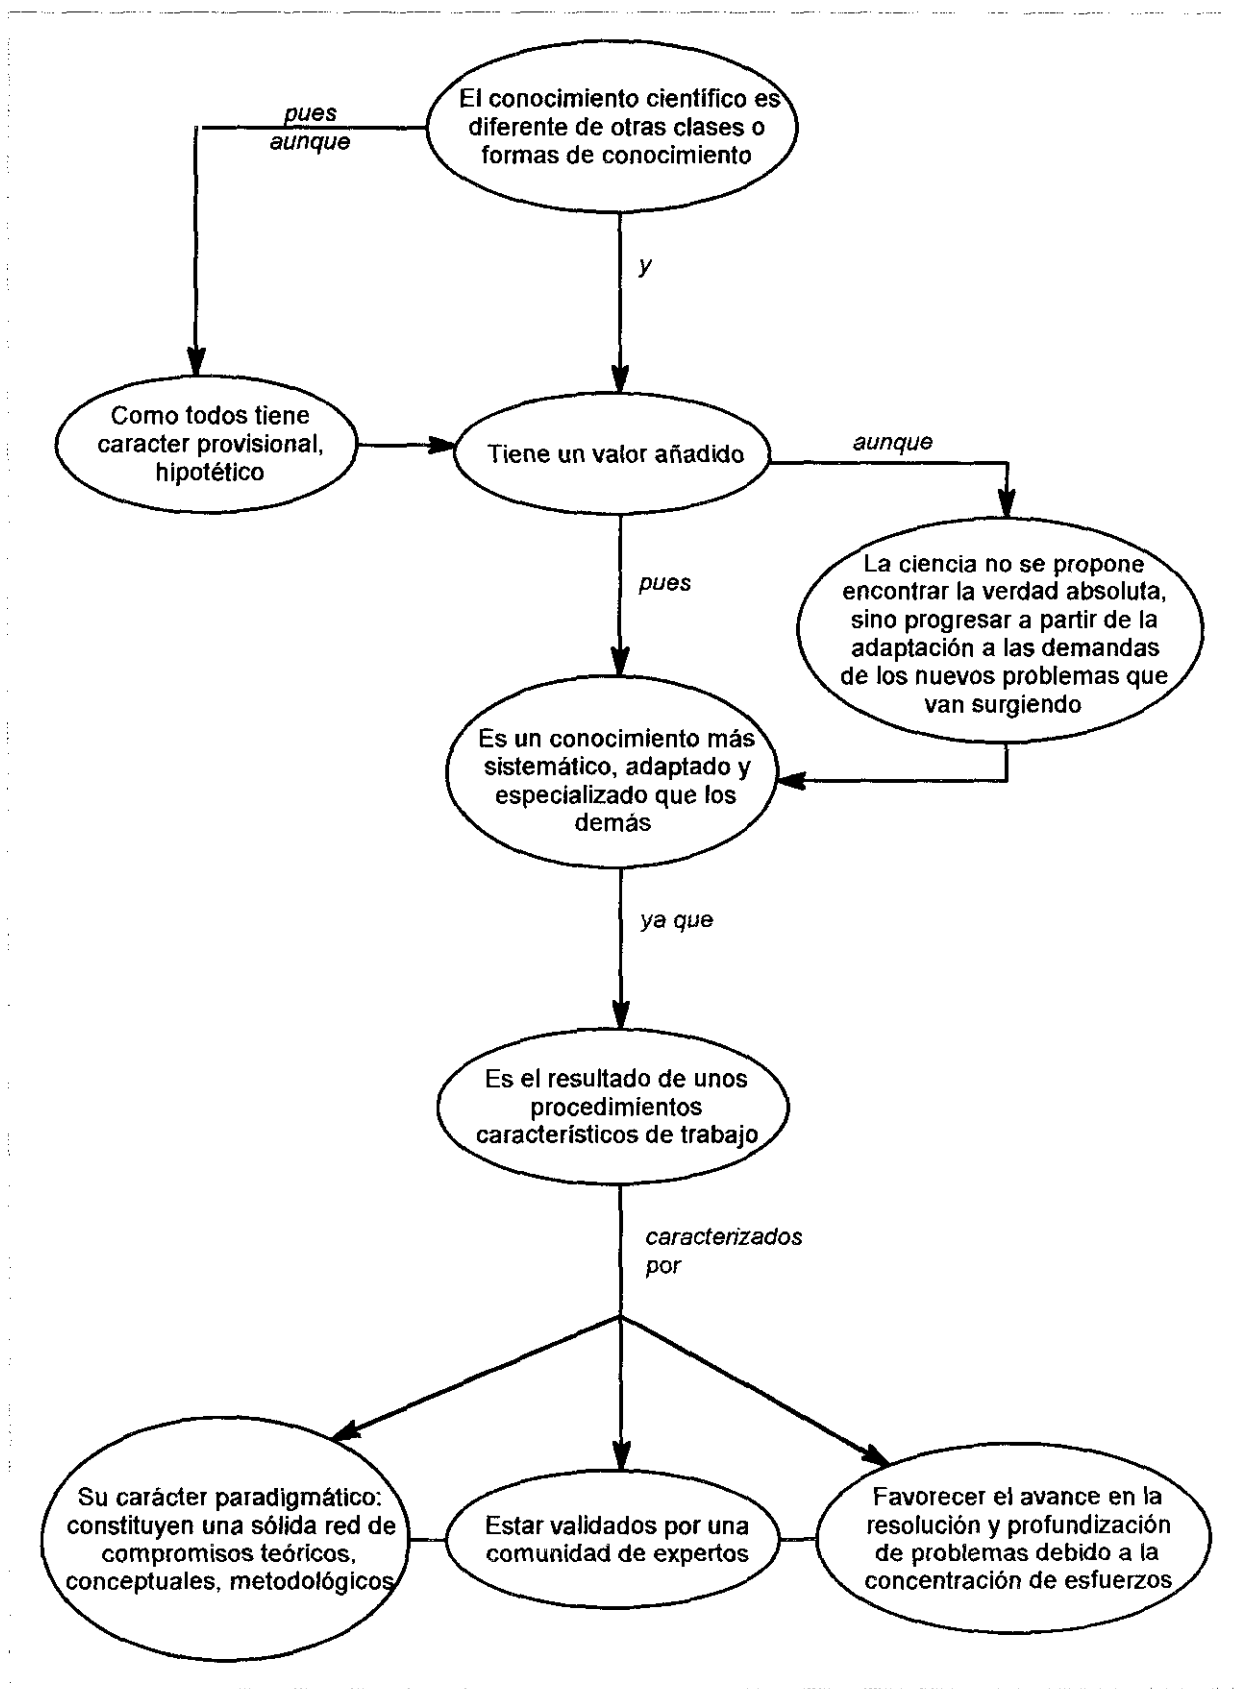 El conocimiento científico es
diferente de otras clases o
formas de conocimiento
pues
aunque
y
Como todos tiene
caracter provisional,
hipotético
Tiene un valor añadido
aunque
La ciencia no se propone
encontrar la verdad absoluta,
sino progresar a partir de la
adaptación a las demandas
de los nuevos problemas que
van surgiendo
pues
Es un conocimiento más
sistemático, adaptado y
especializado que los
demás
ya que
Es el resultado de unos
procedimientos
característicos de trabajo
caracterizados
por
Su carácter paradigmático:
constituyen una sólida red de
compromisos teóricos,
conceptuales, metodológicos
Estar validados por una
comunidad de expertos
Favorecer el avance en la
resolución y profundización
de problemas debido a la
concentración de esfuerzos